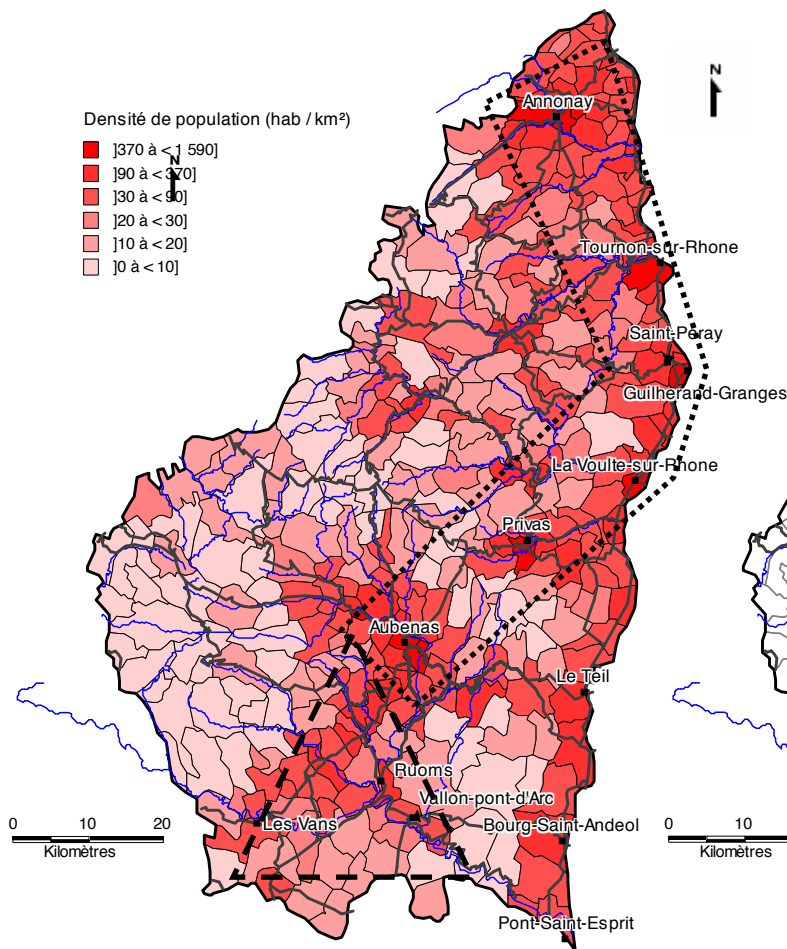 N
Densité de population (hab / km²)
]370 à < 1 590]
]90 à < 370]
N
]30 à < 90]
]20 à < 30]
]10 à < 20]
]0 à < 10]
Annonay
Tournon-sur-Rhone
Saint-Péray
Guilherand-Granges
La Voulte-sur-Rhone
Privas
Aubenas
Le Teil
Ruoms
Vallon-pont-d'Arc
Les Vans
Bourg-Saint-Andeol
Pont-Saint-Esprit
0 10 20
Kilomètres
0 10
Kilomètres